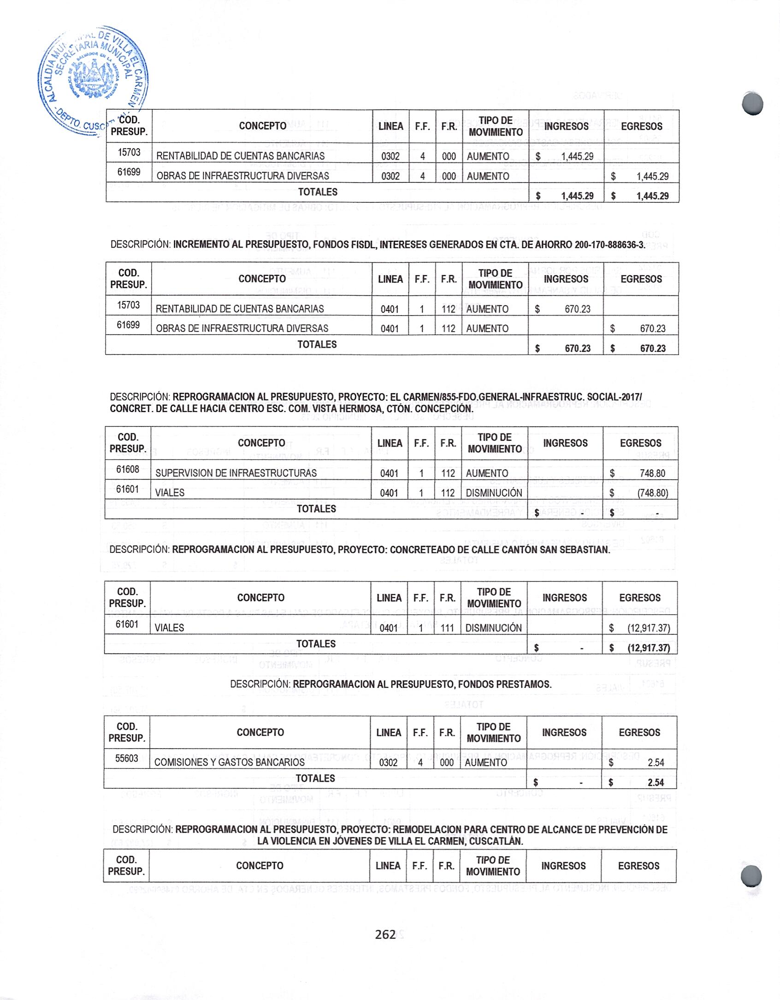 ALCALDIA MUNICIPAL DE VILLA EL CARMEN
SECRETARIA MUNICIPAL
REPUBLICA DE EL SALVADOR EN LA AMERICA CENTRAL
- DEPTO.
COD. PRESUP. CONCEPTO LINEA F.F. F.R. TIPO DE MOVIMIENTO INGRESOS EGRESOS
15703 RENTABILIDAD DE CUENTAS BANCARIAS 0302 4 000 AUMENTO $ 1,445.29
61699 OBRAS DE INFRAESTRUCTURA DIVERSAS 0302 4 000 AUMENTO $ 1,445.29
TOTALES $ 1,445.29 $ 1,445.29
DESCRIPCIÓN: INCREMENTO AL PRESUPUESTO, FONDOS FISDL, INTERESES GENERADOS EN CTA. DE AHORRO 200-170-888636-3.
COD. PRESUP. CONCEPTO LINEA F.F. F.R. TIPO DE MOVIMIENTO INGRESOS EGRESOS
15703 RENTABILIDAD DE CUENTAS BANCARIAS 0401 1 112 AUMENTO $ 670.23
61699 OBRAS DE INFRAESTRUCTURA DIVERSAS 0401 1 112 AUMENTO $ 670.23
TOTALES $ 670.23 $ 670.23
DESCRIPCIÓN: REPROGRAMACION AL PRESUPUESTO, PROYECTO: EL CARMEN/855-FDO.GENERAL-INFRAESTRUC. SOCIAL-2017/
CONCRET. DE CALLE HACIA CENTRO ESC. COM. VISTA HERMOSA, CTÓN. CONCEPCIÓN.
COD. PRESUP. CONCEPTO LINEA F.F. F.R. TIPO DE MOVIMIENTO INGRESOS EGRESOS
61608 SUPERVISION DE INFRAESTRUCTURAS 0401 1 112 AUMENTO $ 748.80
61601 VIALES 0401 1 112 DISMINUCIÓN $ (748.80)
TOTALES $ - $ -
DESCRIPCIÓN: REPROGRAMACION AL PRESUPUESTO, PROYECTO: CONCRETEADO DE CALLE CANTÓN SAN SEBASTIAN.
COD. PRESUP. CONCEPTO LINEA F.F. F.R. TIPO DE MOVIMIENTO INGRESOS EGRESOS
61601 VIALES 0401 1 111 DISMINUCIÓN $ (12,917.37)
TOTALES $ - $ (12,917.37)
DESCRIPCIÓN: REPROGRAMACION AL PRESUPUESTO, FONDOS PRESTAMOS.
COD. PRESUP. CONCEPTO LINEA F.F. F.R. TIPO DE MOVIMIENTO INGRESOS EGRESOS
55603 COMISIONES Y GASTOS BANCARIOS 0302 4 000 AUMENTO $ 2.54
TOTALES $ - $ 2.54
DESCRIPCIÓN: REPROGRAMACION AL PRESUPUESTO, PROYECTO: REMODELACION PARA CENTRO DE ALCANCE DE PREVENCIÓN DE
LA VIOLENCIA EN JÓVENES DE VILLA EL CARMEN, CUSCATLÁN.
COD. PRESUP. CONCEPTO LINEA F.F. F.R. TIPO DE MOVIMIENTO INGRESOS EGRESOS
262